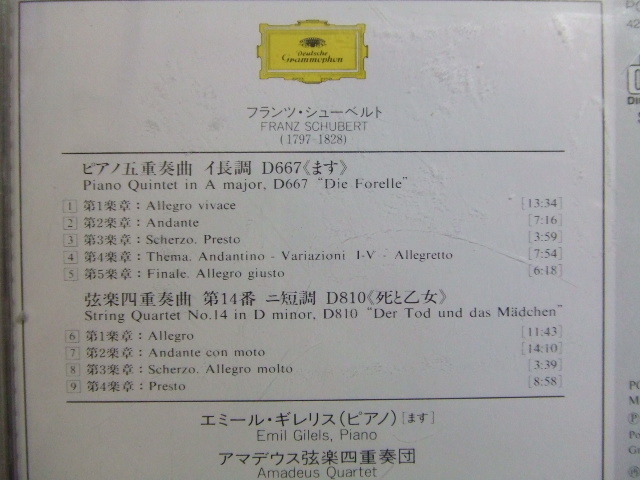 Deutsche
Grammophon
フランツ・シューベルト
FRANZ SCHUBERT
(1797-1828)
ピアノ五重奏曲 イ長調 D667《ます》
Piano Quintet in A major, D667 "Die Forelle"
1 第1楽章：Allegro vivace [13:34]
2 第2楽章：Andante [7:16]
3 第3楽章：Scherzo. Presto [3:59]
4 第4楽章：Thema. Andantino - Variazioni I-V - Allegretto [7:54]
5 第5楽章：Finale. Allegro giusto [6:18]
弦楽四重奏曲 第14番 ニ短調 D810《死と乙女》
String Quartet No.14 in D minor, D810 "Der Tod und das Mädchen"
6 第1楽章：Allegro [11:43]
7 第2楽章：Andante con moto [14:10]
8 第3楽章：Scherzo. Allegro molto [3:39]
9 第4楽章：Presto [8:58]
エミール・ギレリス(ピアノ)[ます]
Emil Gilels, Piano
アマデウス弦楽四重奏団
Amadeus Quartet